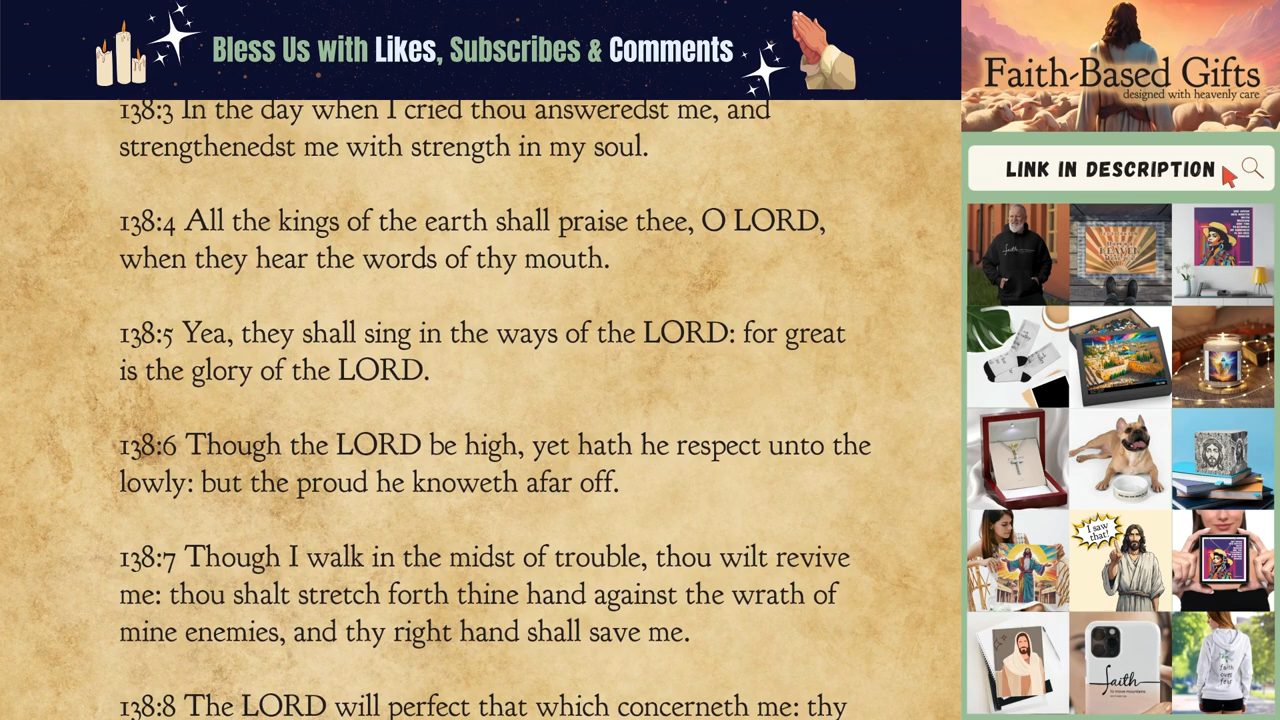 Bless Us with Likes, Subscribes & Comments
138:3 In the day when I cried thou answeredst me, and
strengthenedst me with strength in my soul.
138:4 All the kings of the earth shall praise thee, O LORD,
when they hear the words of thy mouth.
138:5 Yea, they shall sing in the ways of the LORD: for great
is the glory of the LORD.
138:6 Though the LORD be high, yet hath he respect unto the
lowly: but the proud he knoweth afar off.
138:7 Though I walk in the midst of trouble, thou wilt revive
me: thou shalt stretch forth thine hand against the wrath of
mine enemies, and thy right hand shall save me.
138:8 The LORD will perfect that which concerneth me: thy
Faith-Based Gifts
designed with heavenly care
LINK IN DESCRIPTION
faith
I saw
that!
faith
to move mountains
faith
over
fear